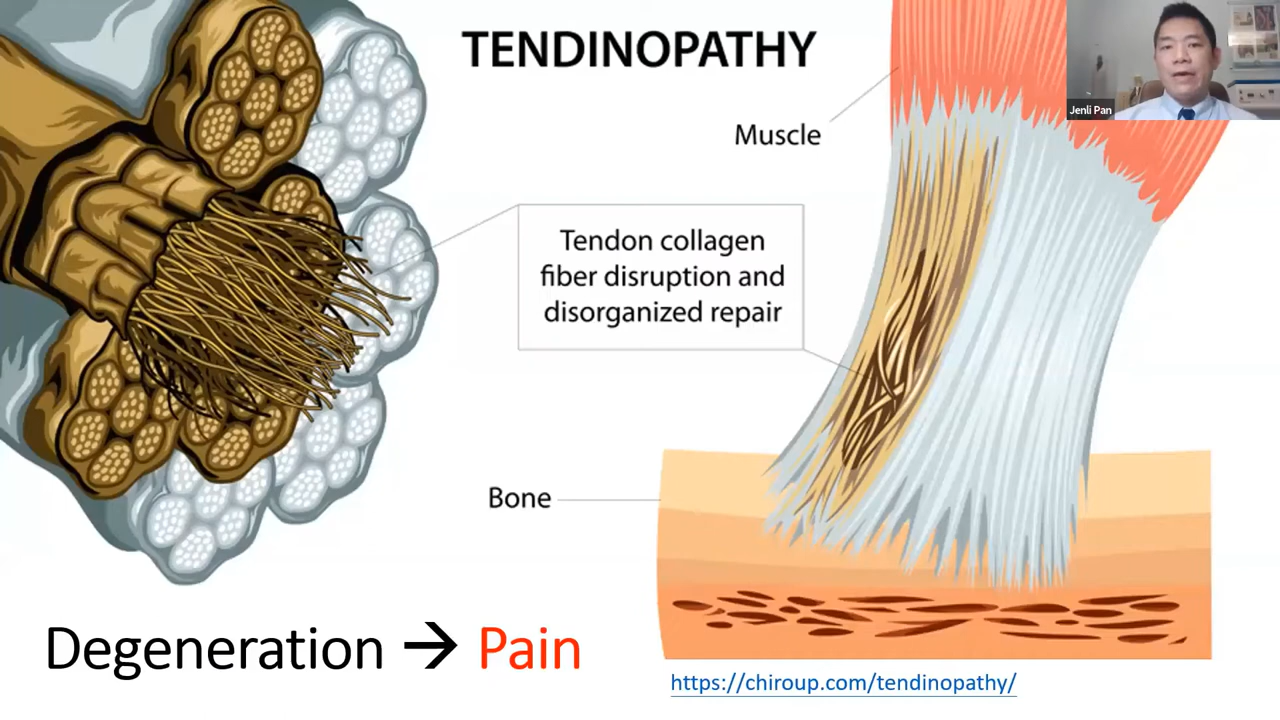 TENDINOPATHY
Jenli Pan
Muscle
Tendon collagen
fiber disruption and
disorganized repair
Bone
Degeneration → Pain
https://chiroup.com/tendinopathy/